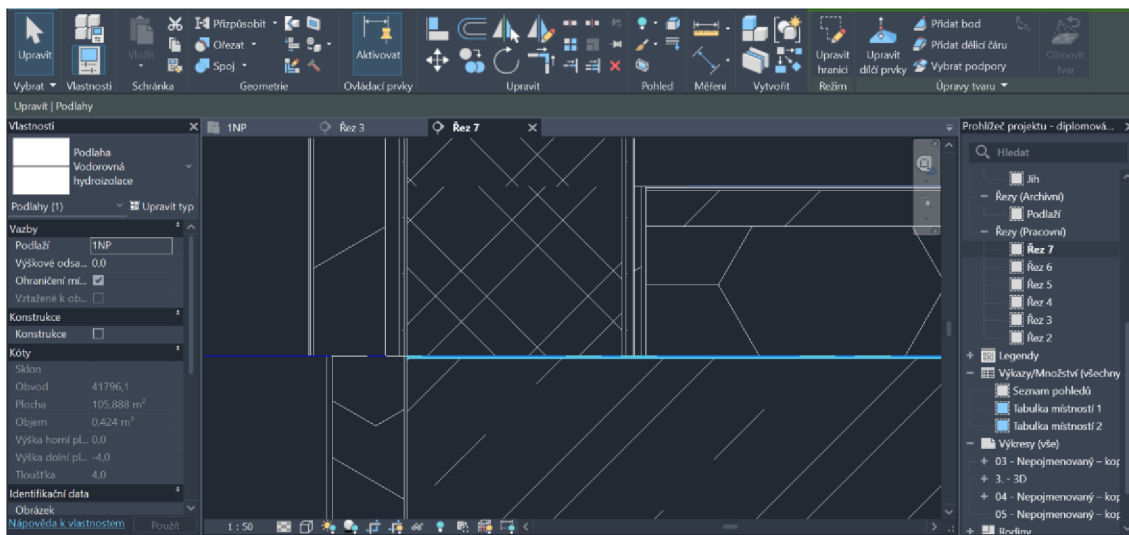 Přizpůsobit
Ořezat
Spoj
Upravit
Vložit
Aktivovat
Upravit
hranici
Upravit
dílčí prvky
Přidat bod
Přidat dělicí čáru
Vybrat podpory
Obnovit
tvar
Vybrat
Vlastnosti
Schránka
Geometrie
Ovládací prvky
Upravit
Pohled
Měření
Vytvořit
Režim
Úpravy tvaru
Upravit | Podlahy
Vlastnosti
1NP
Řez 3
Řez 7
Prohlížeč projektu - diplomová...
Podlaha
Vodorovná
hydroizolace
Podlahy (1)
Upravit typ
Vazby
Podlaží 1NP
Výškové odsa... 0,0
Ohraničení mí...
Vztažené k ob...
Konstrukce
Konstrukce
Kóty
Sklon
Obvod 41796,1
Plocha 105,888 m²
Objem 0,424 m³
Výška horní pl... 0,0
Výška dolní pl... -4,0
Tloušťka 4,0
Identifikační data
Obrázek
Nápověda k vlastnostem
Použít
1 : 50
Hledat
Jih
Řezy (Archivní)
Podlaží
Řezy (Pracovní)
Řez 7
Řez 6
Řez 5
Řez 4
Řez 3
Řez 2
Legendy
Výkazy/Množství (všechny
Seznam pohledů
Tabulka místností 1
Tabulka místností 2
Výkresy (vše)
03 - Nepojmenovaný – kop
3. - 3D
04 - Nepojmenovaný – kop
05 - Nepojmenovaný – kop
Rodiny